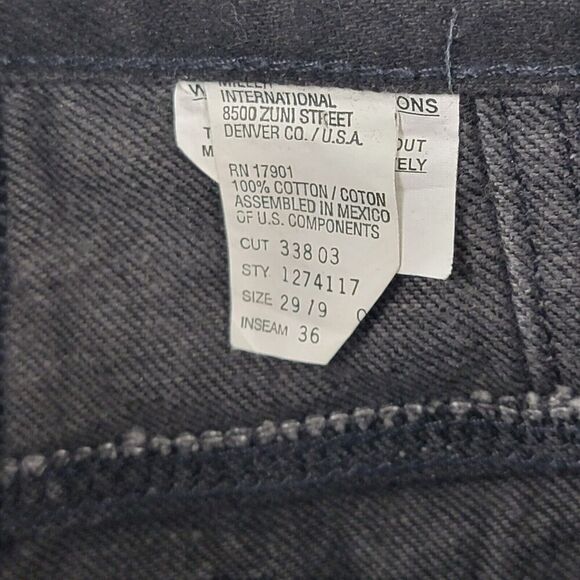 MILLER
INTERNATIONAL
8500 ZUNI STREET
DENVER CO. / U.S.A.
RN 17901
100% COTTON / COTON
ASSEMBLED IN MEXICO
OF U.S. COMPONENTS
CUT 338 03
STY 1274117
SIZE 29 / 9
INSEAM 36
ONS
OUT
ELY